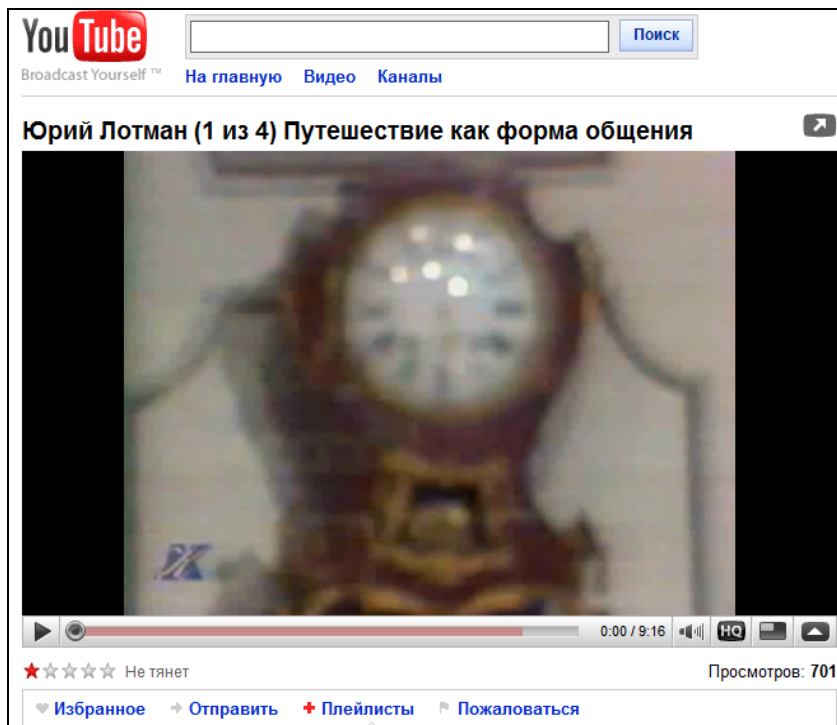 YouTube
Поиск
Broadcast Yourself ™
На главную Видео Каналы
Юрий Лотман (1 из 4) Путешествие как форма общения
K
0:00 / 9:16 HQ
Не тянет Просмотров: 701
Избранное Отправить Плейлисты Пожаловаться